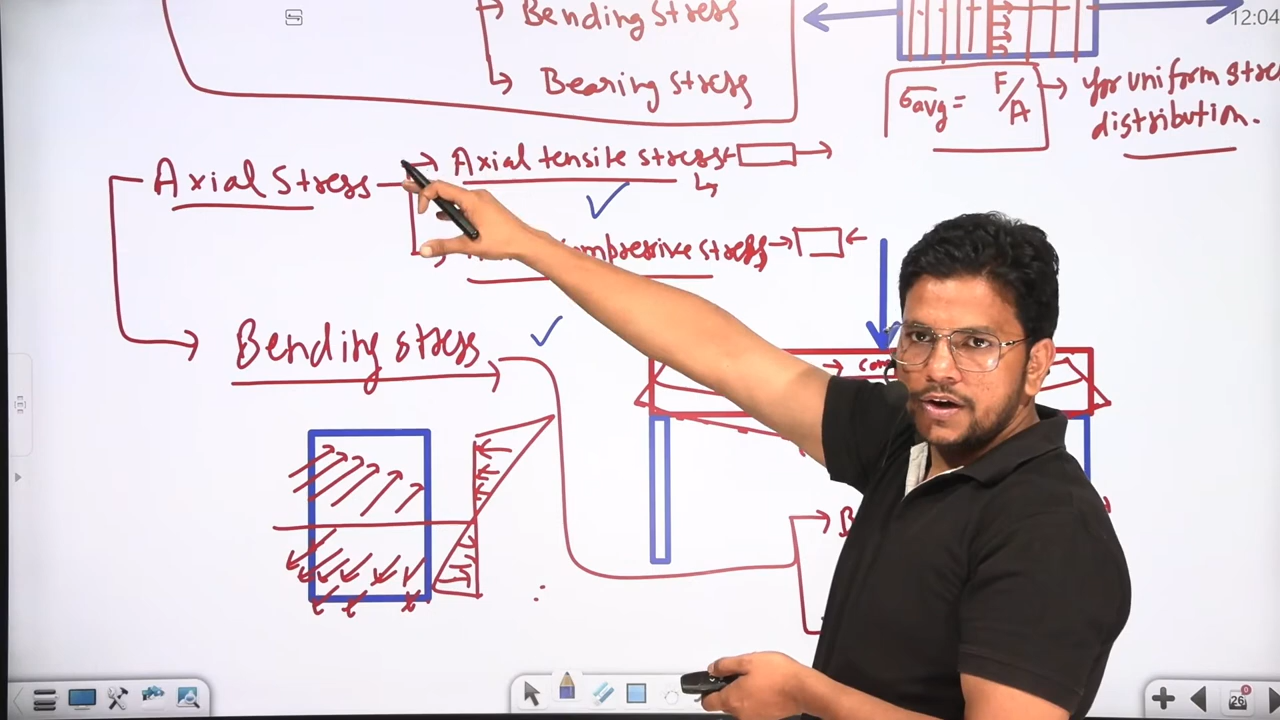 Bending Stress
12:04
Bearing Stress
σavg = F/A
for uniform stress
distribution.
Axial Stress
Axial tensile stress
compressive stress
Bending stress
26